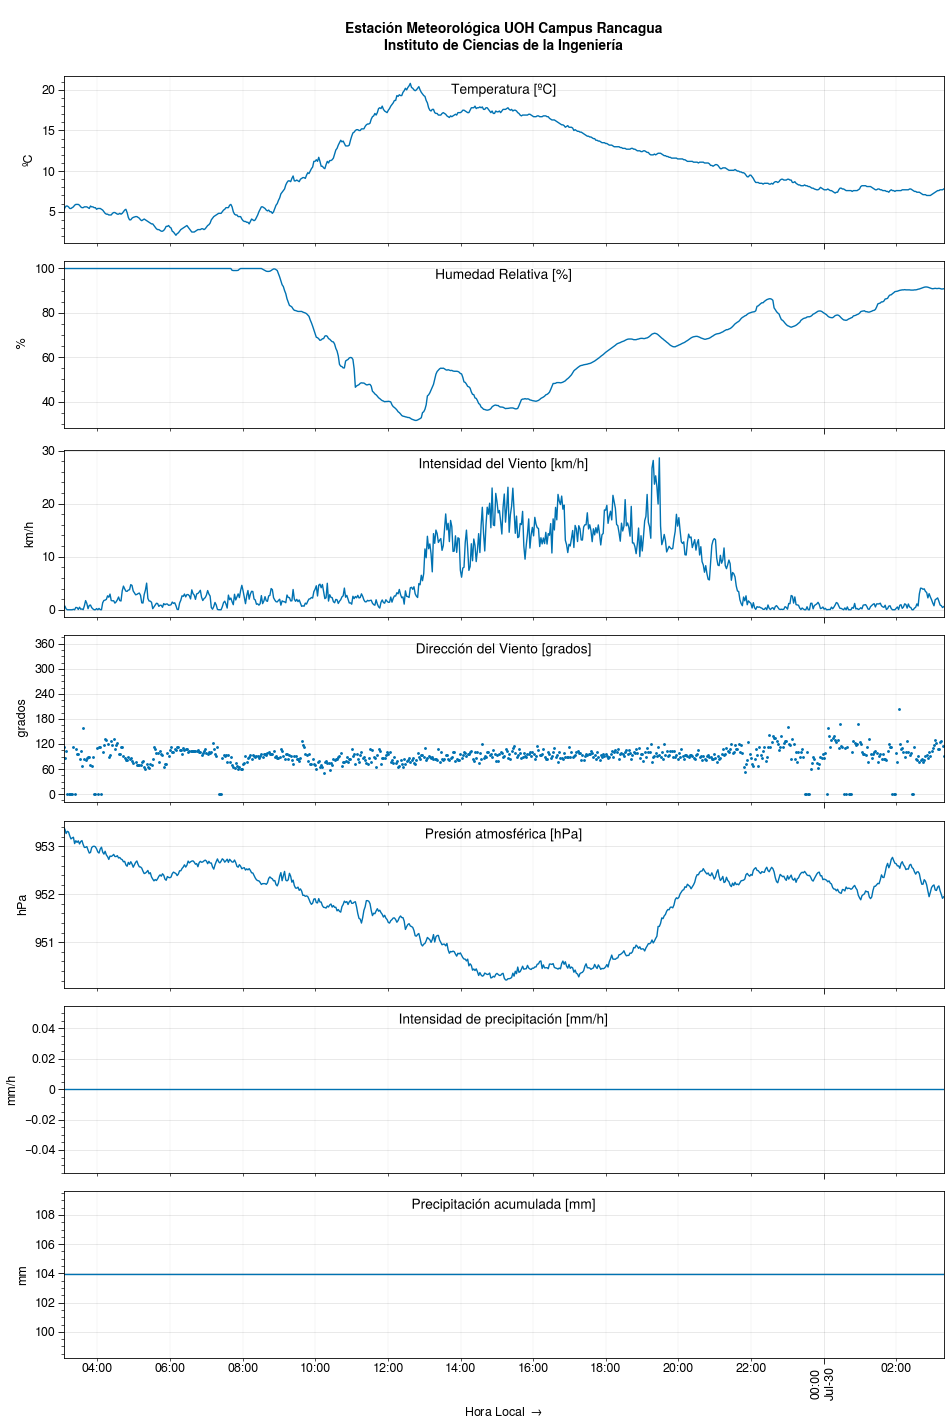 Estación Meteorológica UOH Campus Rancagua
Instituto de Ciencias de la Ingeniería
Temperatura [ºC]
ºC
20
15
10
5
Humedad Relativa [%]
%
100
80
60
40
Intensidad del Viento [km/h]
km/h
30
20
10
0
Dirección del Viento [grados]
grados
360
300
240
180
120
60
0
Presión atmosférica [hPa]
hPa
953
952
951
Intensidad de precipitación [mm/h]
mm/h
0.04
0.02
0
−0.02
−0.04
Precipitación acumulada [mm]
mm
108
106
104
102
100
04:00 06:00 08:00 10:00 12:00 14:00 16:00 18:00 20:00 22:00 00:00 02:00
Jul-30
Hora Local →